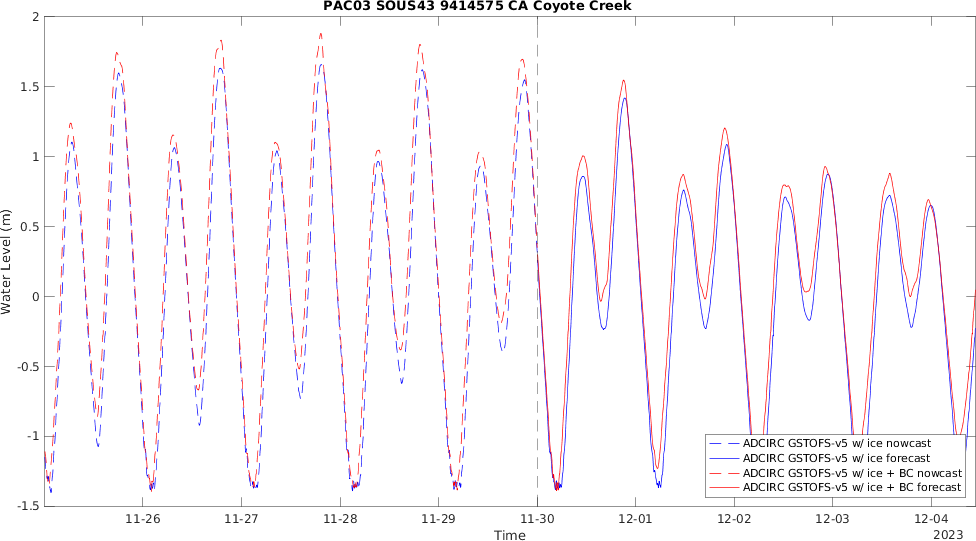 PAC03 SOUS43 9414575 CA Coyote Creek
2
1.5
1
0.5
0
-0.5
-1
-1.5
Water Level (m)
11-26
11-27
11-28
11-29
11-30
12-01
12-02
12-03
12-04
2023
Time
ADCIRC GSTOFS-v5 w/ ice nowcast
ADCIRC GSTOFS-v5 w/ ice forecast
ADCIRC GSTOFS-v5 w/ ice + BC nowcast
ADCIRC GSTOFS-v5 w/ ice + BC forecast